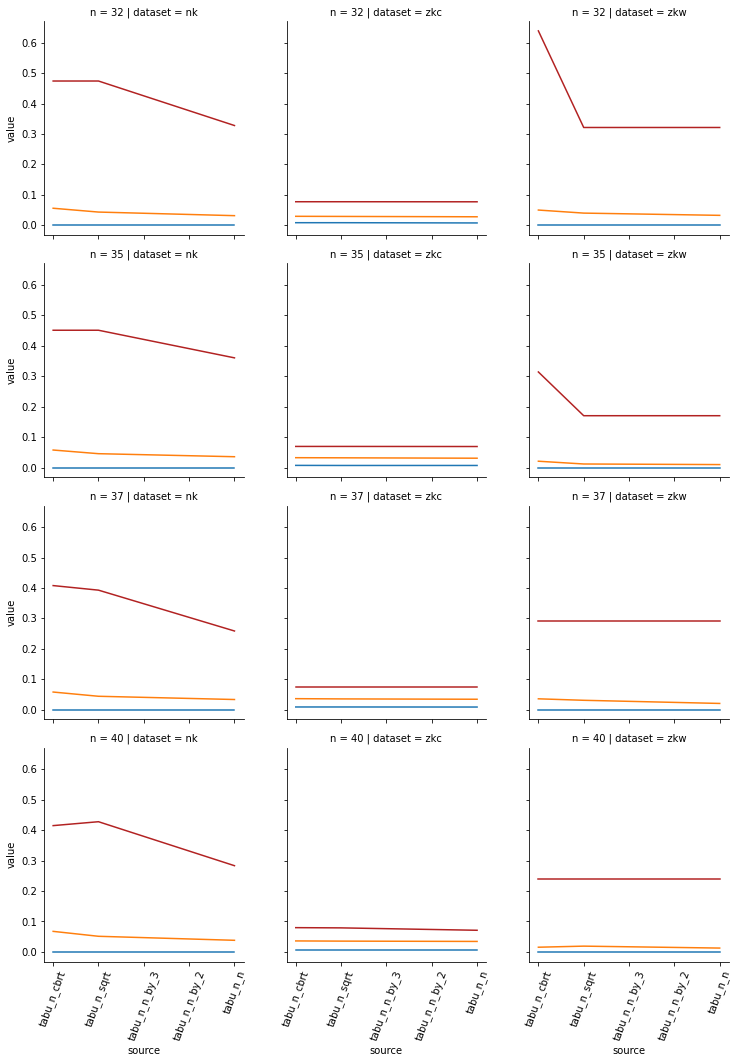 n = 32 | dataset = nk
n = 32 | dataset = zkc
n = 32 | dataset = zkw
0.6
0.5
0.4
0.3
0.2
0.1
0.0
value
n = 35 | dataset = nk
n = 35 | dataset = zkc
n = 35 | dataset = zkw
0.6
0.5
0.4
0.3
0.2
0.1
0.0
value
n = 37 | dataset = nk
n = 37 | dataset = zkc
n = 37 | dataset = zkw
0.6
0.5
0.4
0.3
0.2
0.1
0.0
value
n = 40 | dataset = nk
n = 40 | dataset = zkc
n = 40 | dataset = zkw
0.6
0.5
0.4
0.3
0.2
0.1
0.0
value
tabu_n_cbrt
tabu_n_sqrt
tabu_n_n_by_3
tabu_n_n_by_2
tabu_n_n
source
tabu_n_cbrt
tabu_n_sqrt
tabu_n_n_by_3
tabu_n_n_by_2
tabu_n_n
source
tabu_n_cbrt
tabu_n_sqrt
tabu_n_n_by_3
tabu_n_n_by_2
tabu_n_n
source